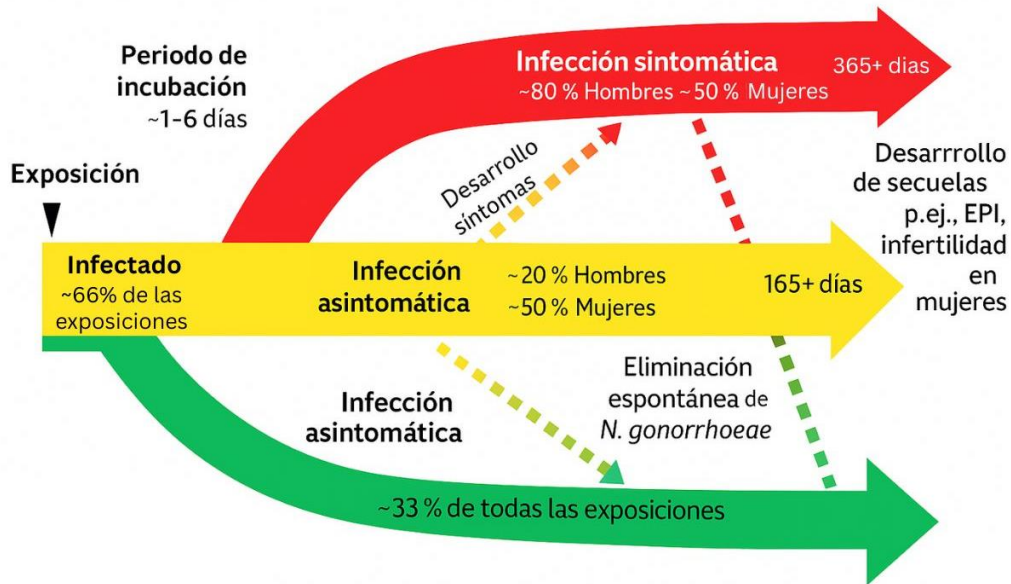 Periodo de
incubación
~1-6 días
Exposición
Infección sintomática
~80 % Hombres ~50 % Mujeres
365+ dias
Desarrollo
síntomas
Infectado
~66% de las
exposiciones
Infección
asintomática
~20 % Hombres
~50 % Mujeres
165+ días
Desarrrollo
de secuelas
p.ej., EPI,
infertilidad
en
mujeres
Infección
asintomática
Eliminación
espontánea de
N. gonorrhoeae
~33 % de todas las exposiciones